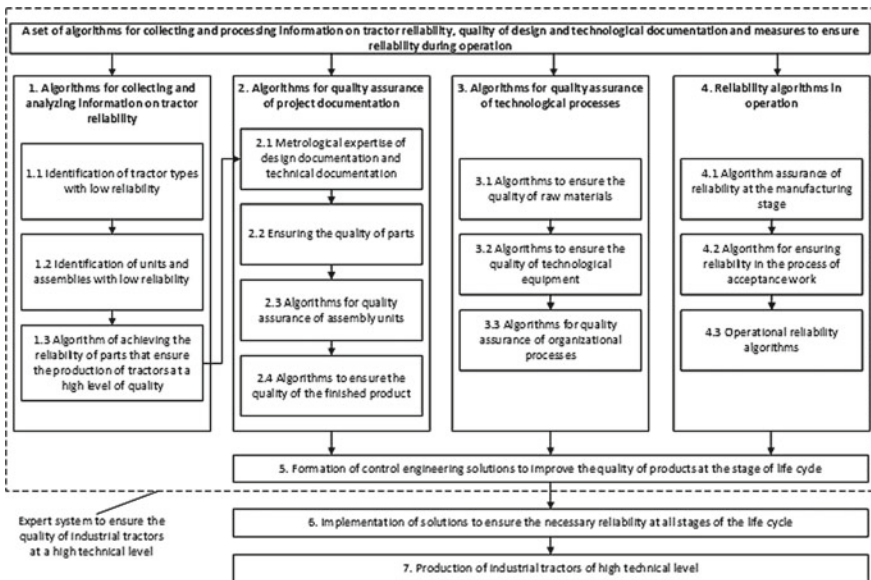 A set of algorithms for collecting and processing information on tractor reliability, quality of design and technological documentation and measures to ensure
reliability during operation
1. Algorithms for collecting and
analyzing information on tractor
reliability
1.1 Identification of tractor types
with low reliability
1.2 Identification of units and
assemblies with low reliability
1.3 Algorithm of achieving the
reliability of parts that ensure
the production of tractors at a
high level of quality
2. Algorithms for quality assurance
of project documentation
2.1 Metrological expertise of
design documentation and
technical documentation
2.2 Ensuring the quality of parts
2.3 Algorithms for quality
assurance of assembly units
2.4 Algorithms to ensure the
quality of the finished product
3. Algorithms for quality assurance
of technological processes
3.1 Algorithms to ensure the
quality of raw materials
3.2 Algorithms to ensure the
quality of technological
equipment
3.3 Algorithms for quality
assurance of organizational
processes
4. Reliability algorithms in
operation
4.1 Algorithm assurance of
reliability at the manufacturing
stage
4.2 Algorithm for ensuring
reliability in the process of
acceptance work
4.3 Operational reliability
algorithms
5. Formation of control engineering solutions to improve the quality of products at the stage of life cycle
Expert system to ensure the
quality of industrial tractors
at a high technical level
6. Implementation of solutions to ensure the necessary reliability at all stages of the life cycle
7. Production of industrial tractors of high technical level